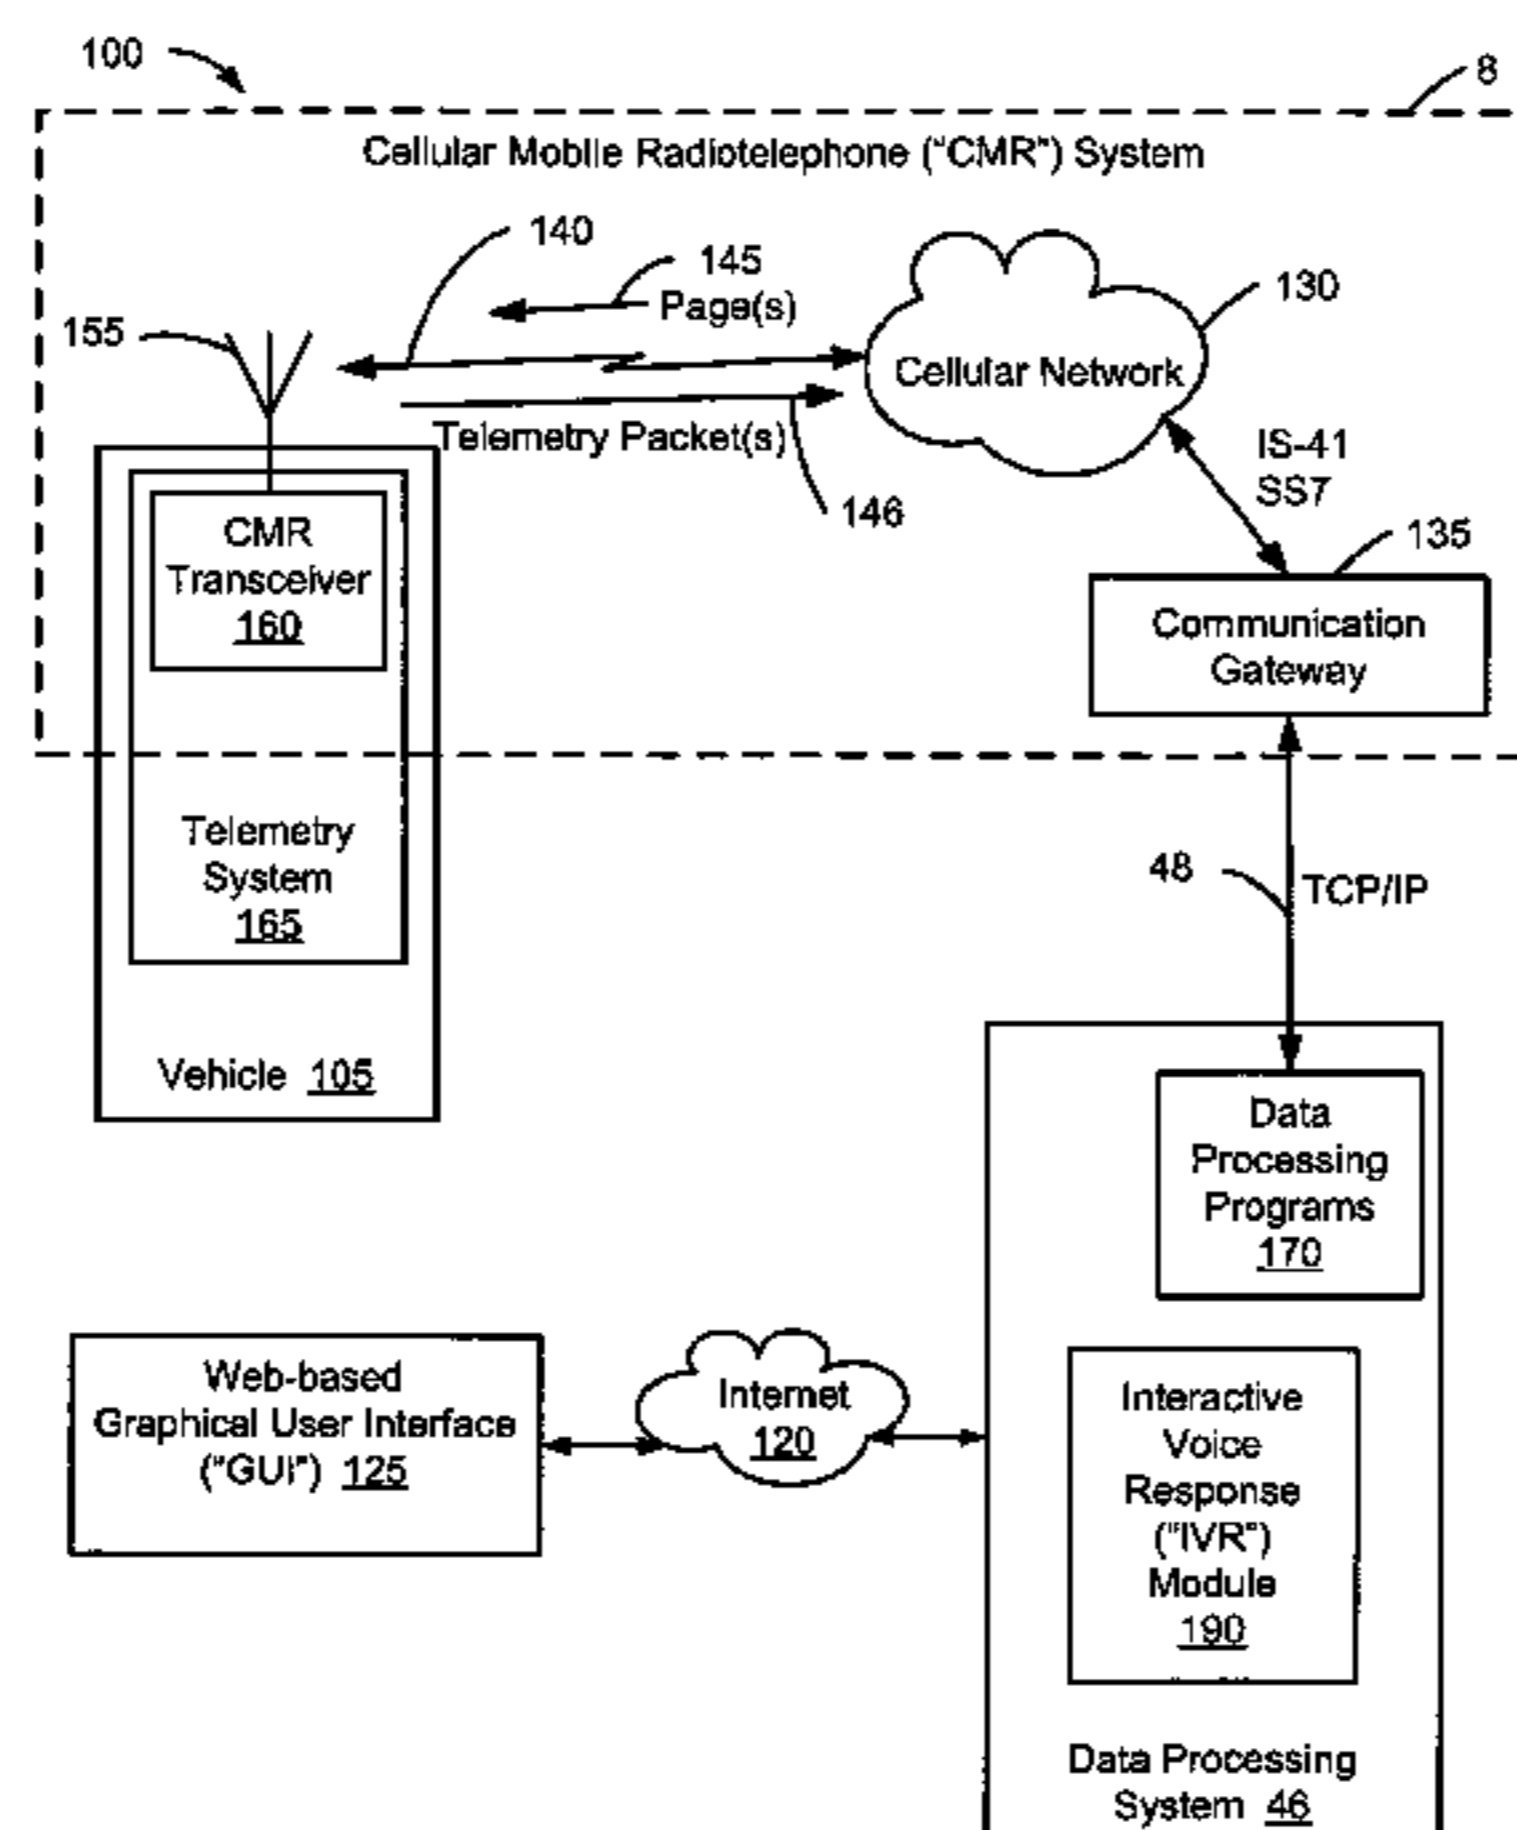 100
8
Cellular Mobile Radiotelephone ("CMR") System
140
145
Page(s)
130
155
Cellular Network
Telemetry Packet(s)
146
IS-41
SS7
135
CMR
Transceiver
160
Communication
Gateway
Telemetry
System
165
48
TCP/IP
Vehicle 105
Data
Processing
Programs
170
Web-based
Graphical User Interface
("GUI") 125
Internet
120
Interactive
Voice
Response
("IVR")
Module
190
Data Processing
System 46